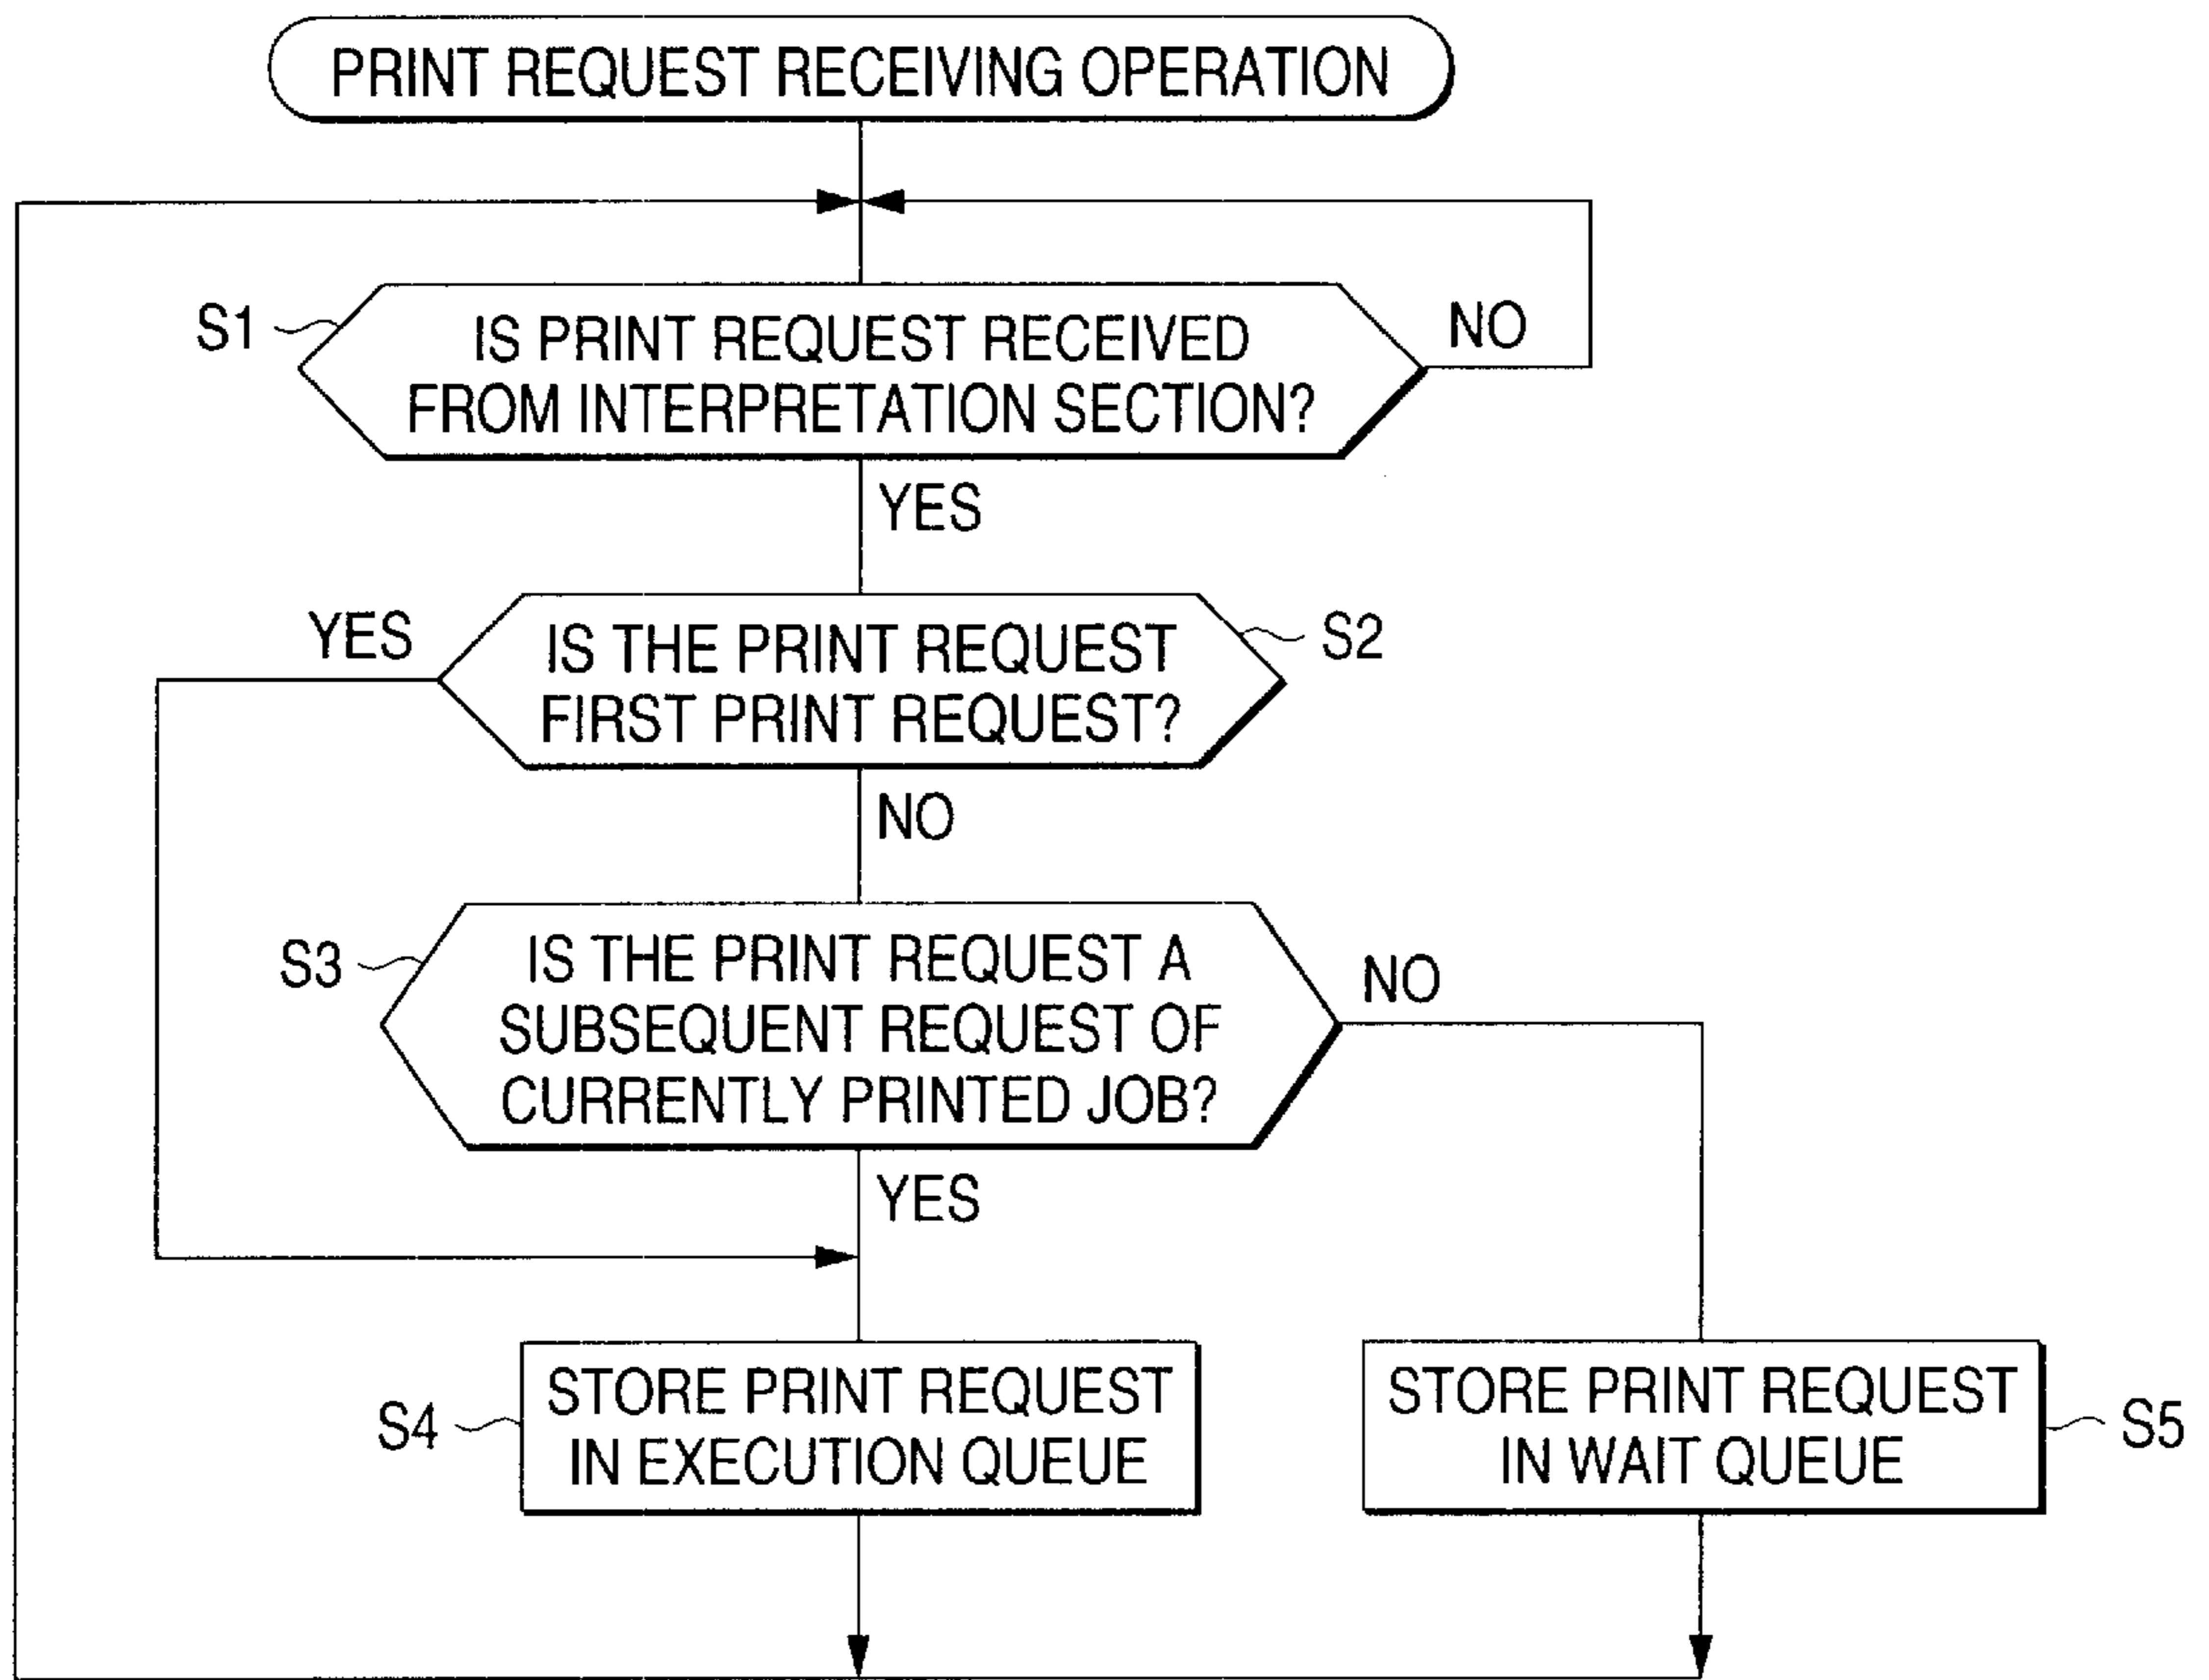 PRINT REQUEST RECEIVING OPERATION
S1
IS PRINT REQUEST RECEIVED
FROM INTERPRETATION SECTION?
NO
YES
YES
IS THE PRINT REQUEST
FIRST PRINT REQUEST?
S2
NO
S3
IS THE PRINT REQUEST A
SUBSEQUENT REQUEST OF
CURRENTLY PRINTED JOB?
NO
YES
S4
STORE PRINT REQUEST
IN EXECUTION QUEUE
STORE PRINT REQUEST
IN WAIT QUEUE
S5